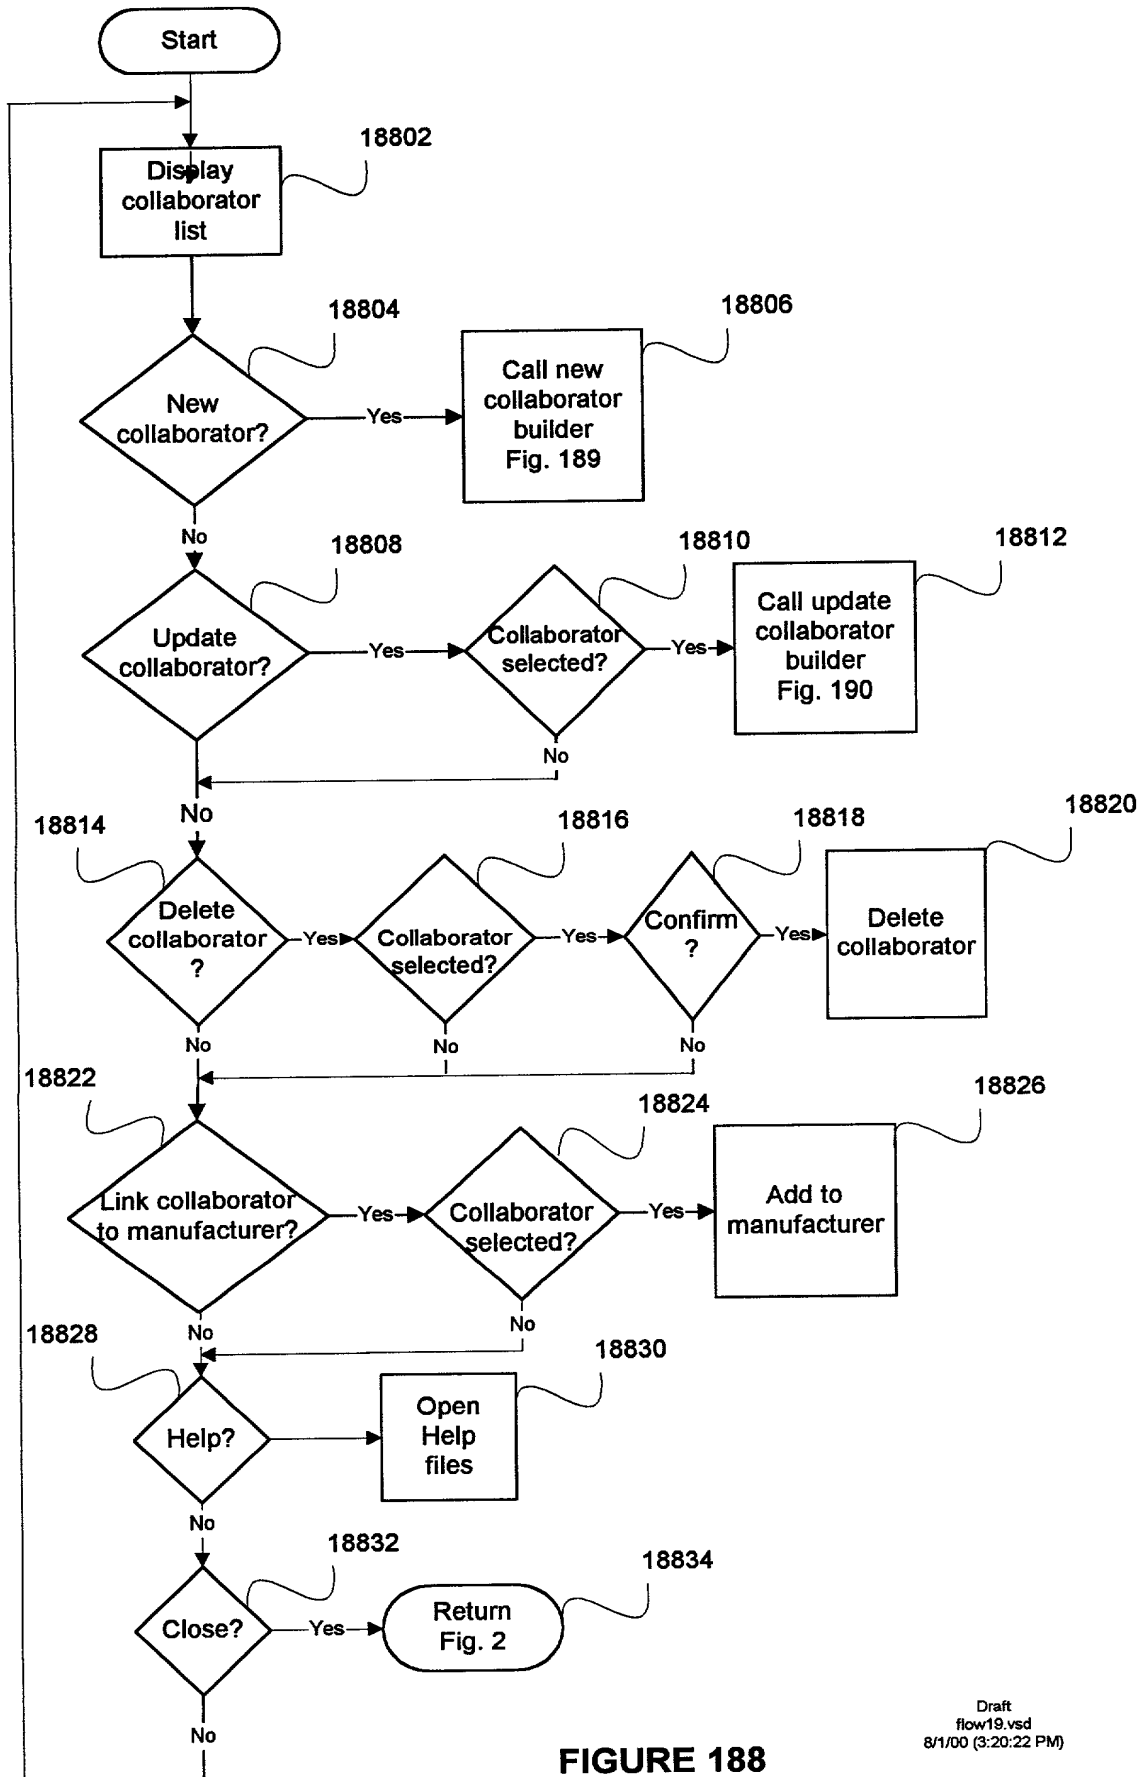 Start
18802
Display
collaborator
list
18804
New
collaborator?
Yes
18806
Call new
collaborator
builder
Fig. 189
No
18808
Update
collaborator?
Yes
18810
Collaborator
selected?
Yes
18812
Call update
collaborator
builder
Fig. 190
No
No
18814
Delete
collaborator
?
Yes
18816
Collaborator
selected?
Yes
18818
Confirm
?
Yes
18820
Delete
collaborator
No
No
No
18822
Link collaborator
to manufacturer?
Yes
18824
Collaborator
selected?
Yes
18826
Add to
manufacturer
No
No
18828
Help?
18830
Open
Help
files
No
18832
Close?
Yes
18834
Return
Fig. 2
No
FIGURE 188
Draft
flow19.vsd
8/1/00 (3:20:22 PM)